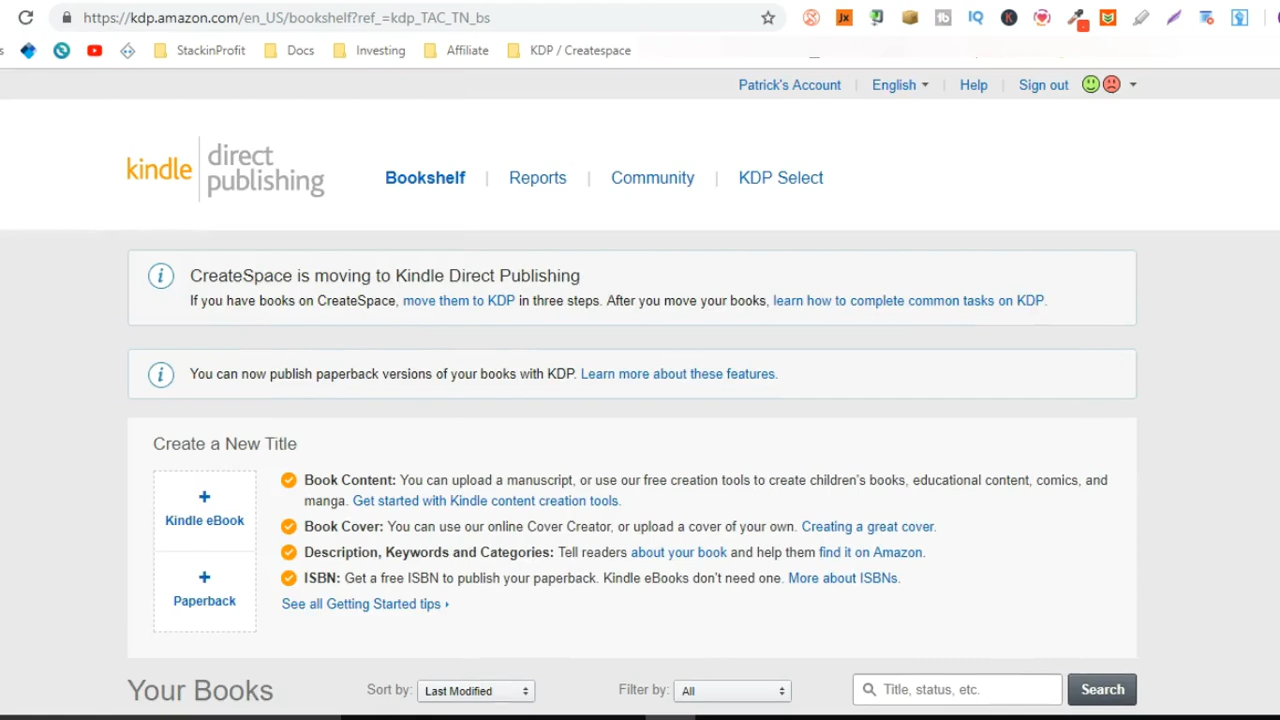 https://kdp.amazon.com/en_US/bookshelf?ref_=kdp_TAC_TN_bs
StackinProfit Docs Investing Affiliate KDP / Createspace
Patrick's Account English Help Sign out
kindle direct publishing
Bookshelf Reports Community KDP Select
CreateSpace is moving to Kindle Direct Publishing
If you have books on CreateSpace, move them to KDP in three steps. After you move your books, learn how to complete common tasks on KDP.
You can now publish paperback versions of your books with KDP. Learn more about these features.
Create a New Title
+ Kindle eBook
+ Paperback
Book Content: You can upload a manuscript, or use our free creation tools to create children's books, educational content, comics, and
manga. Get started with Kindle content creation tools.
Book Cover: You can use our online Cover Creator, or upload a cover of your own. Creating a great cover.
Description, Keywords and Categories: Tell readers about your book and help them find it on Amazon.
ISBN: Get a free ISBN to publish your paperback. Kindle eBooks don't need one. More about ISBNs.
See all Getting Started tips ›
Your Books Sort by: Last Modified Filter by: All Title, status, etc. Search